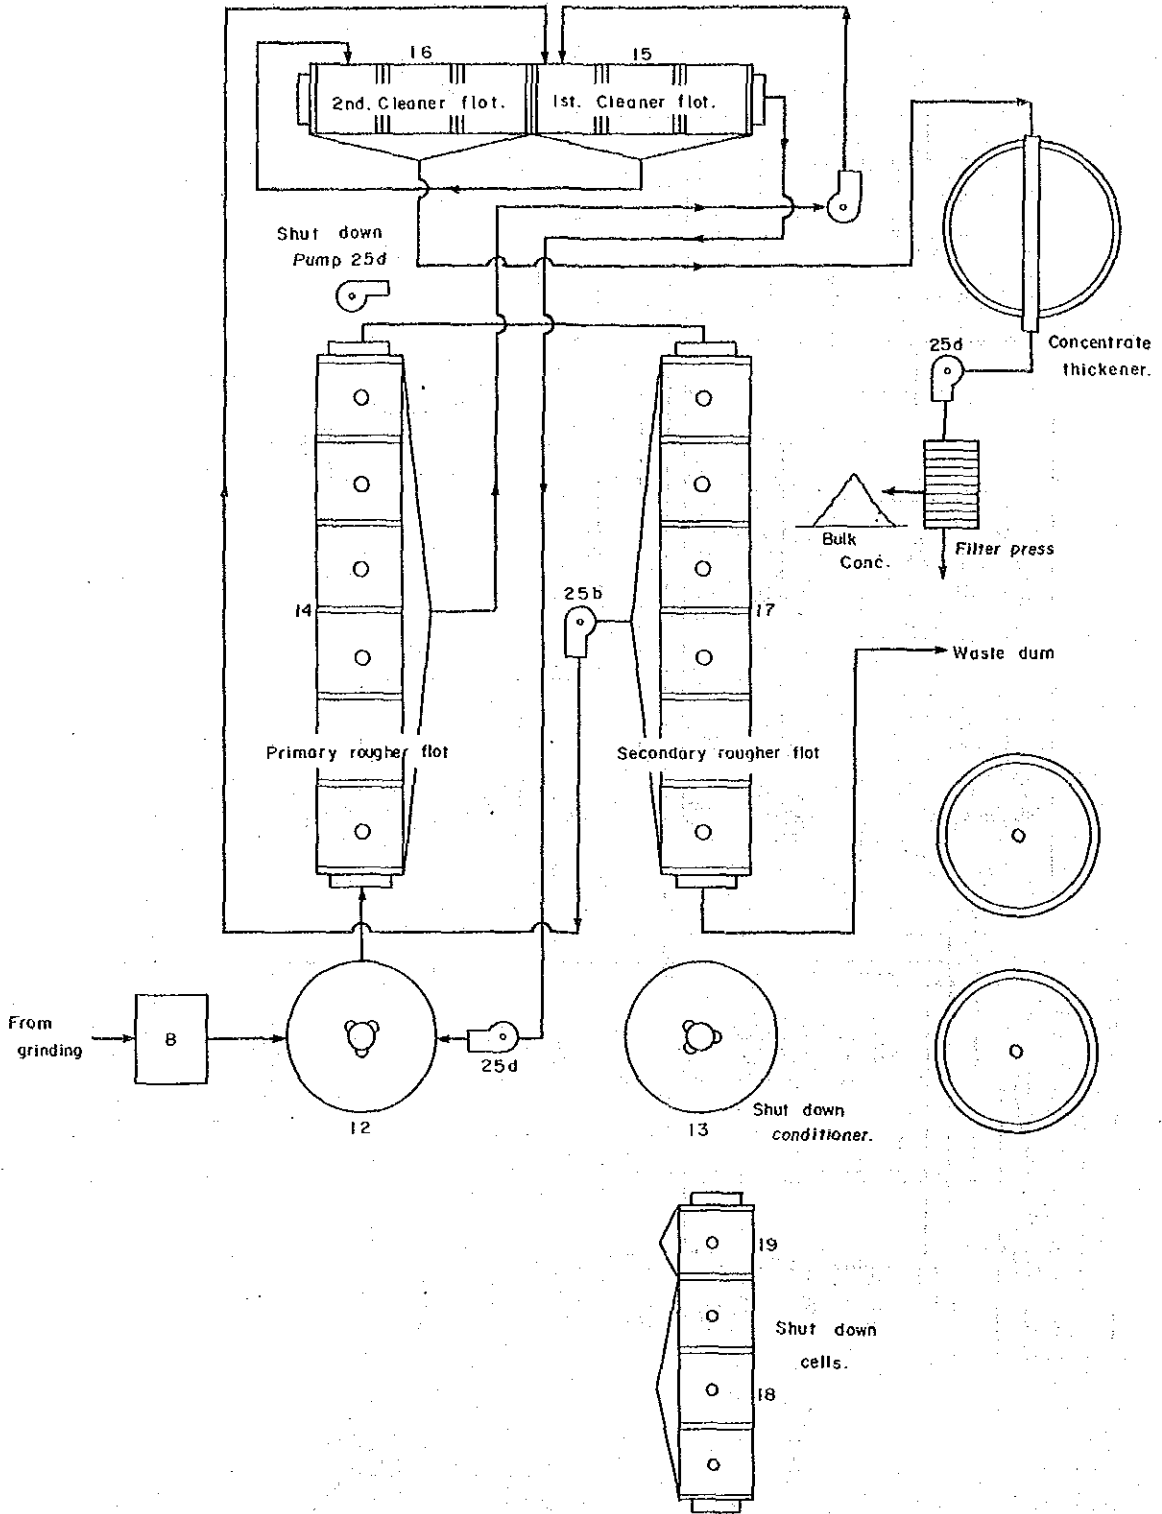 16
15
2nd. Cleaner flot.
1st. Cleaner flot.
Shut down
Pump 25d
25d
Concentrate
thickener.
Bulk
Conc.
Filter press
25b
14
17
Waste dum
Primary rougher flot
Secondary rougher flot
From
grinding
8
25d
12
13
Shut down
conditioner.
19
Shut down
cells.
18